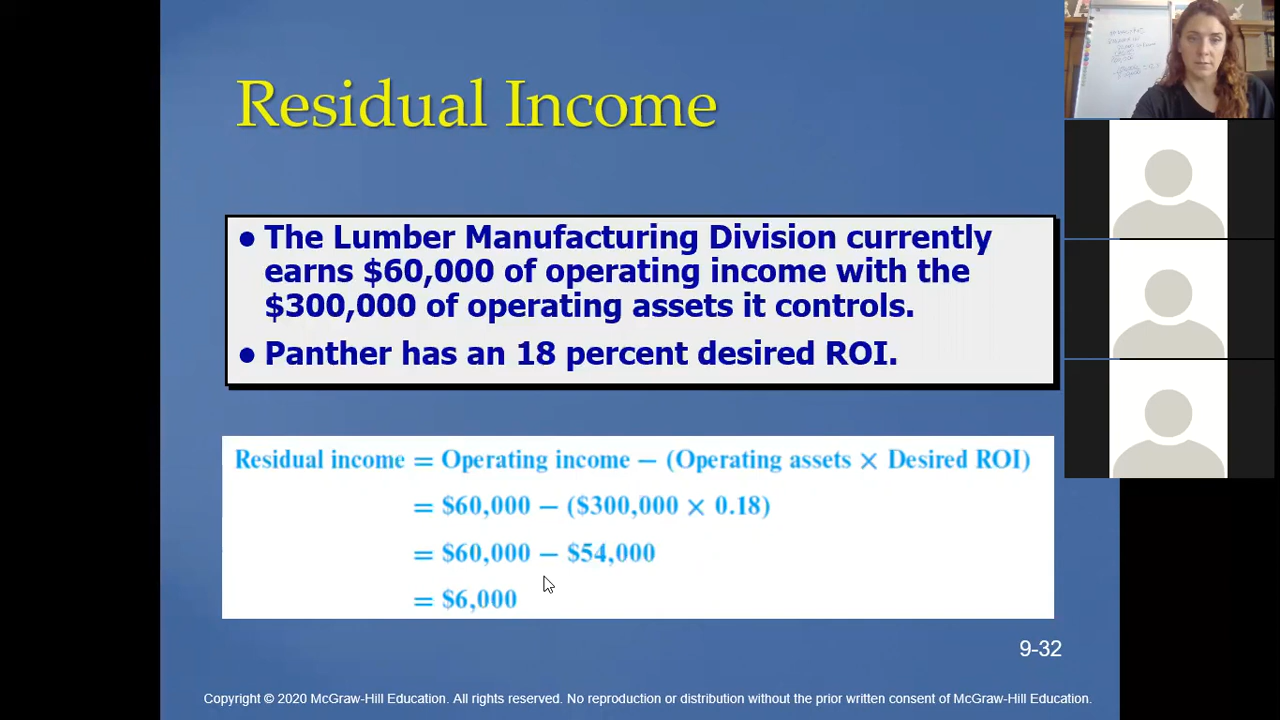 Residual Income
● The Lumber Manufacturing Division currently
earns $60,000 of operating income with the
$300,000 of operating assets it controls.
● Panther has an 18 percent desired ROI.
Residual income = Operating income − (Operating assets × Desired ROI)
= $60,000 − ($300,000 × 0.18)
= $60,000 − $54,000
= $6,000
9-32
Copyright © 2020 McGraw-Hill Education. All rights reserved. No reproduction or distribution without the prior written consent of McGraw-Hill Education.